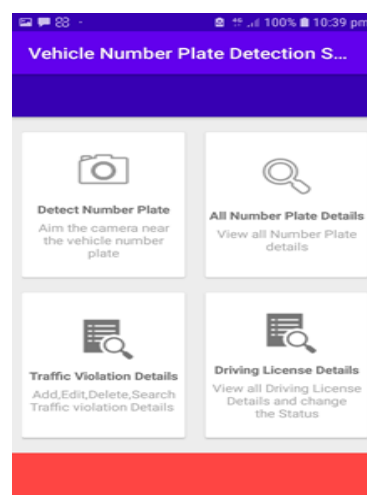 100% 10:39 pm
Vehicle Number Plate Detection S...
Detect Number Plate
Aim the camera near
the vehicle number
plate
All Number Plate Details
View all Number Plate
details
Traffic Violation Details
Add,Edit,Delete,Search
Traffic violation Details
Driving License Details
View all Driving License
Details and change
the Status